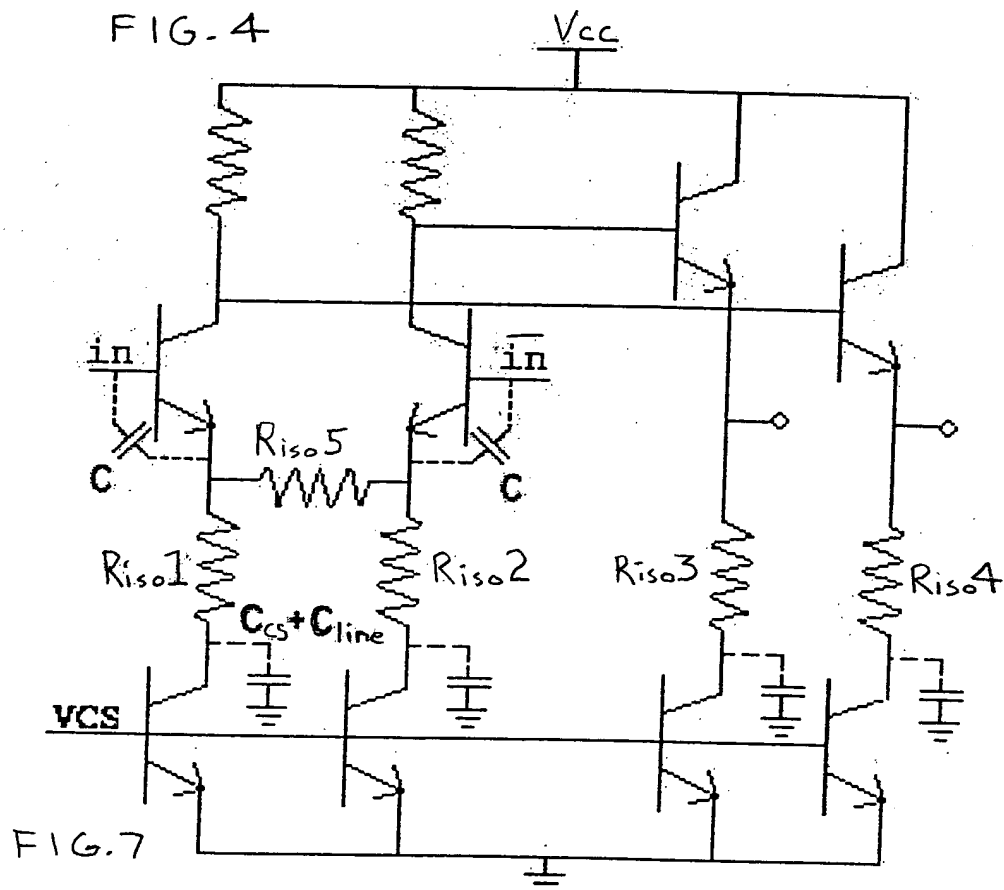 FIG.4
Vcc
in
in
Riso5
C
C
Riso1
Riso2
Riso3
Riso4
Ccs+Cline
VCS
FIG.7